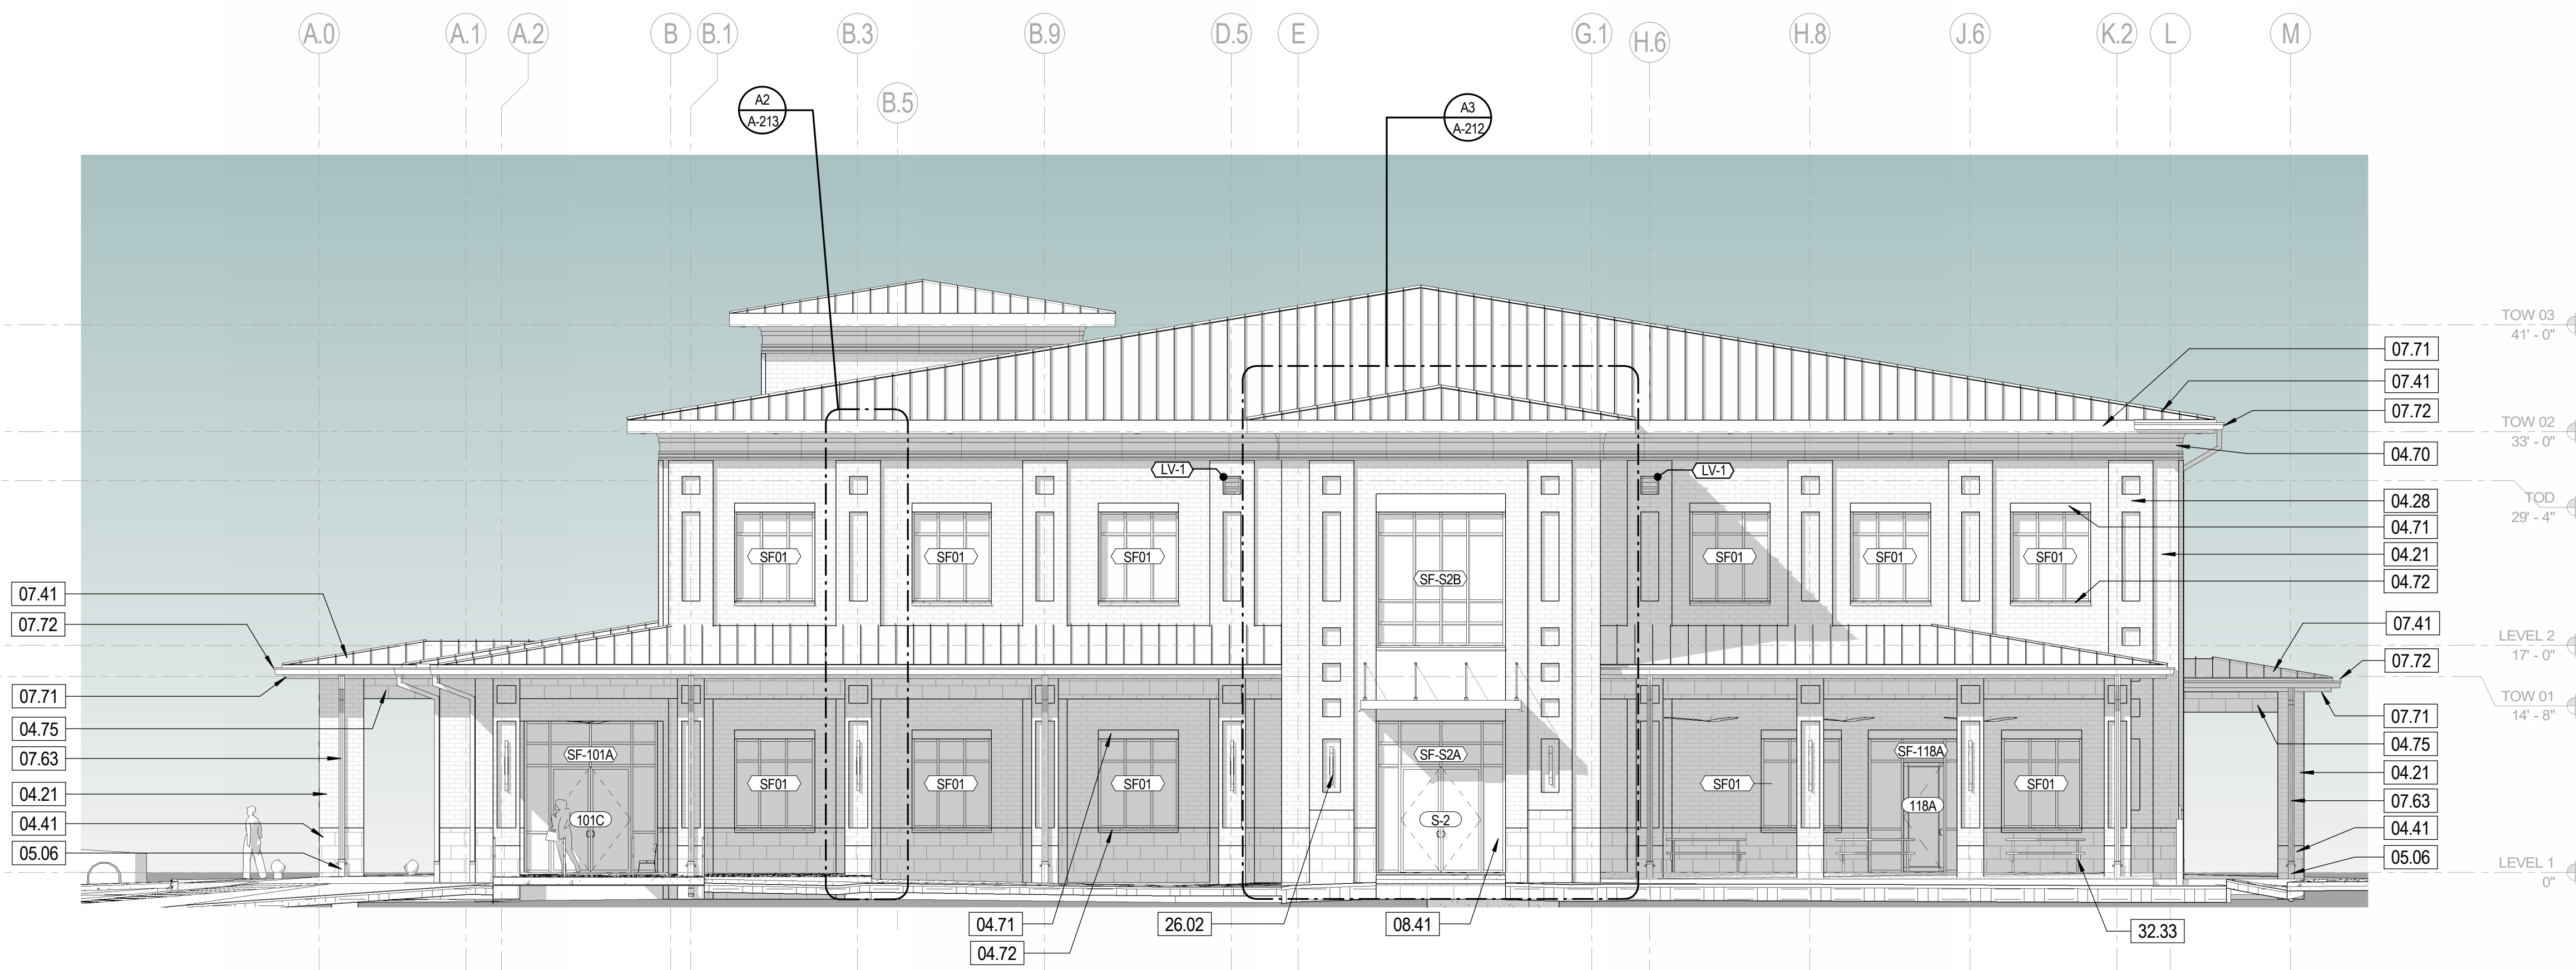 A.0
A.1
A.2
B
B.1
B.3
B.5
B.9
D.5
E
G.1
H.6
H.8
J.6
K.2
L
M
A2
A-213
A3
A-212
TOW 03
41' - 0"
TOW 02
33' - 0"
TOD
29' - 4"
LEVEL 2
17' - 0"
TOW 01
14' - 8"
LEVEL 1
0"
07.71
07.41
07.72
04.70
04.28
04.71
04.21
04.72
07.41
07.72
07.71
04.75
04.21
07.63
04.41
05.06
07.41
07.72
07.71
04.75
07.63
04.21
04.41
05.06
LV-1
LV-1
SF01
SF01
SF01
SF-S2B
SF01
SF01
SF01
SF-101A
SF01
SF01
SF01
SF-S2A
SF01
SF-118A
SF01
101C
S-2
118A
04.71
04.72
26.02
08.41
32.33